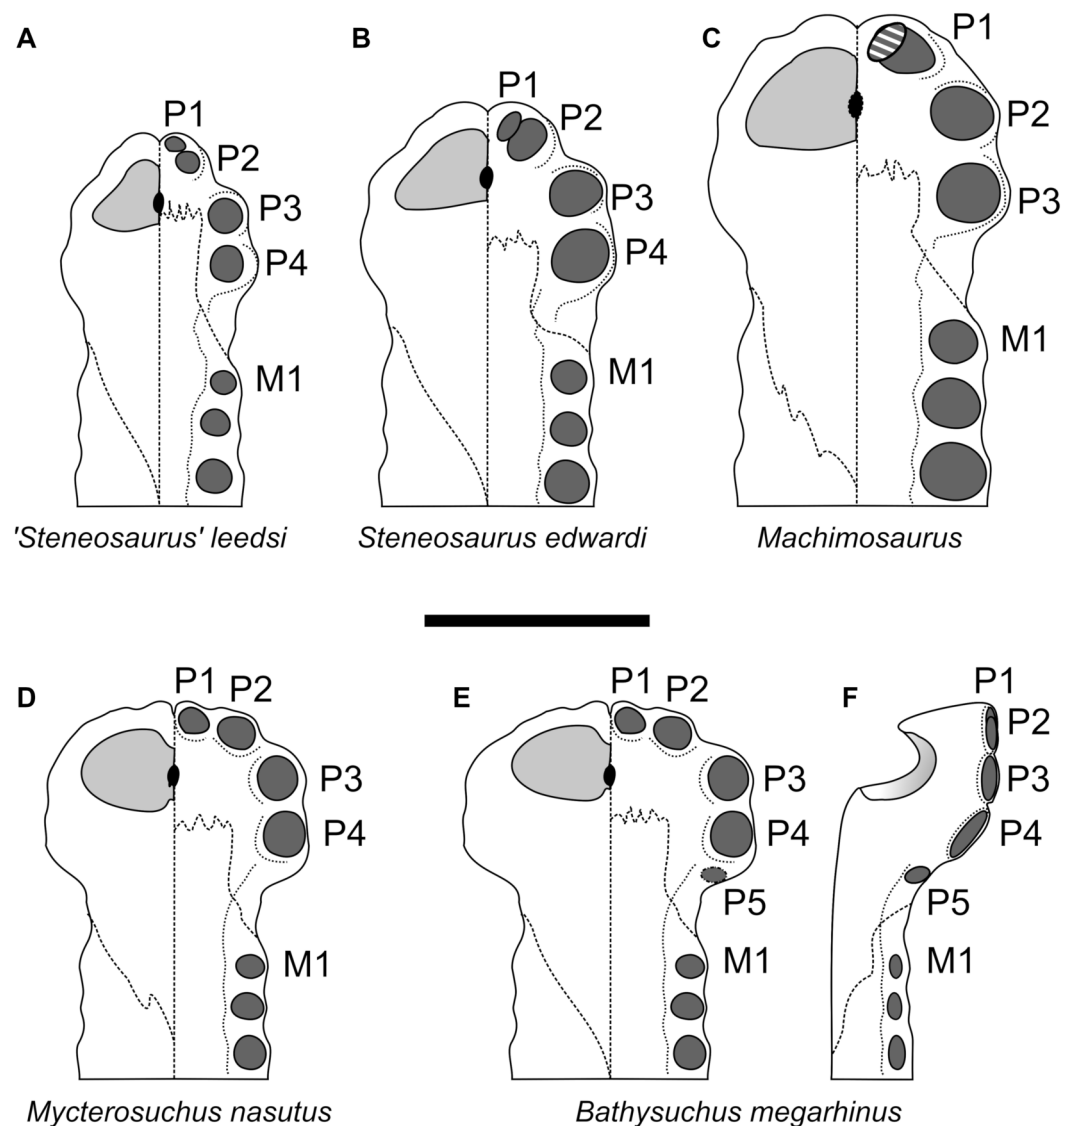 A
P1
P2
P3
P4
M1
'Steneosaurus' leedsi
B
P1
P2
P3
P4
M1
Steneosaurus edwardi
C
P1
P2
P3
M1
Machimosaurus
D
P1
P2
P3
P4
M1
Mycterosuchus nasutus
E
P1
P2
P3
P4
P5
M1
F
P1
P2
P3
P4
P5
M1
Bathysuchus megarhinus